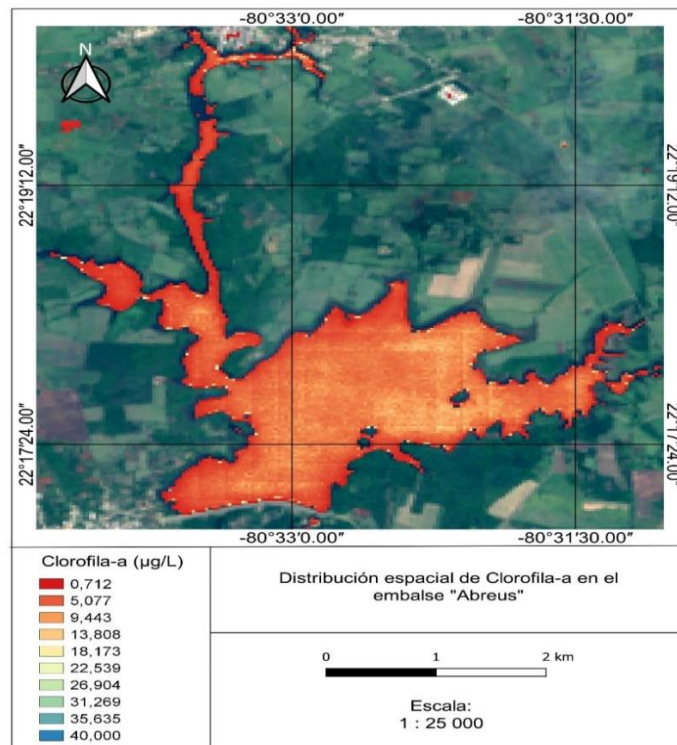 -80°33'0.00″
-80°31'30.00″
N
22°19'12.00″
22°19'12.00″
22°17'24.00″
22°17'24.00″
-80°33'0.00″
-80°31'30.00″
Clorofila-a (µg/L)
0,712
5,077
9,443
13,808
18,173
22,539
26,904
31,269
35,635
40,000
Distribución espacial de Clorofila-a en el
embalse "Abreus"
0 1 2 km
Escala:
1 : 25 000